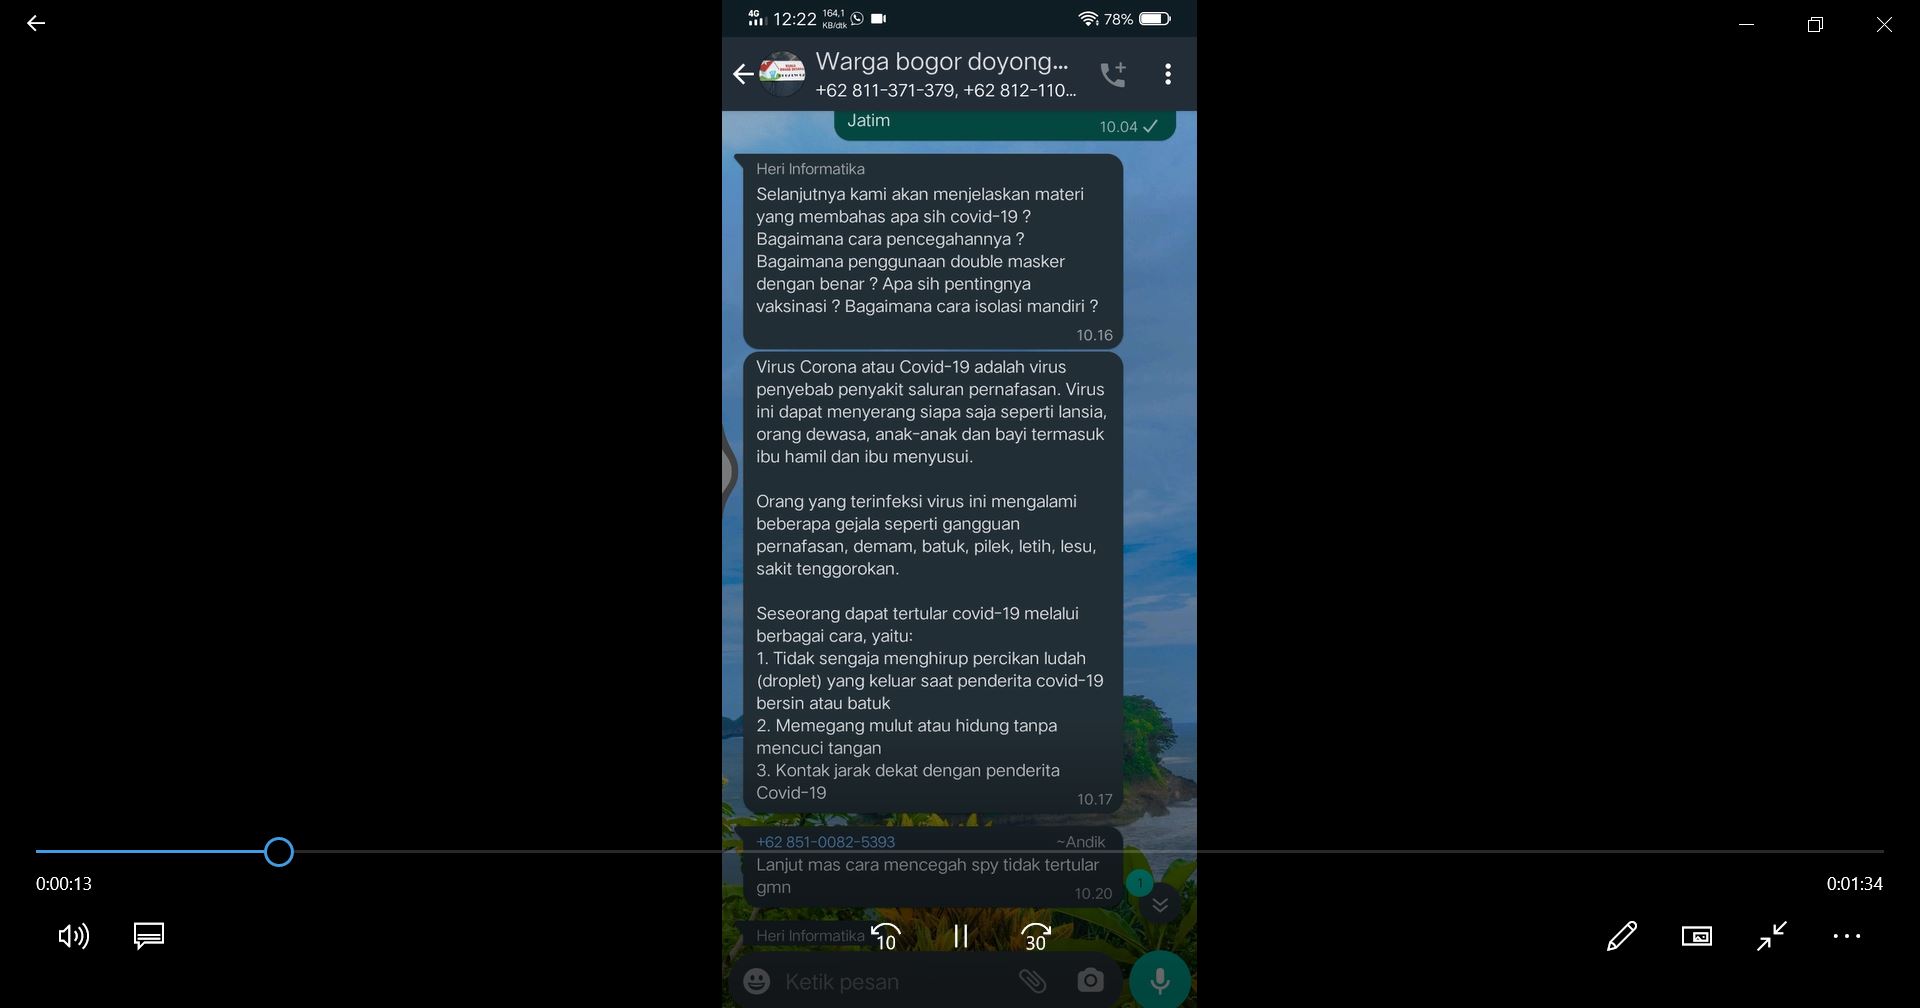 4G 12:22 164,1 KB/dtk 78%
Warga bogor doyong...
+62 811-371-379, +62 812-110...
Jatim
10.04
Heri Informatika
Selanjutnya kami akan menjelaskan materi
yang membahas apa sih covid-19 ?
Bagaimana cara pencegahannya ?
Bagaimana penggunaan double masker
dengan benar ? Apa sih pentingnya
vaksinasi ? Bagaimana cara isolasi mandiri ?
10.16
Virus Corona atau Covid-19 adalah virus
penyebab penyakit saluran pernafasan. Virus
ini dapat menyerang siapa saja seperti lansia,
orang dewasa, anak-anak dan bayi termasuk
ibu hamil dan ibu menyusui.
Orang yang terinfeksi virus ini mengalami
beberapa gejala seperti gangguan
pernafasan, demam, batuk, pilek, letih, lesu,
sakit tenggorokan.
Seseorang dapat tertular covid-19 melalui
berbagai cara, yaitu:
1. Tidak sengaja menghirup percikan ludah
(droplet) yang keluar saat penderita covid-19
bersin atau batuk
2. Memegang mulut atau hidung tanpa
mencuci tangan
3. Kontak jarak dekat dengan penderita
Covid-19
10.17
+62 851-0082-5393 ~Andik
Lanjut mas cara mencegah spy tidak tertular
gmn
10.20
1
0:00:13
0:01:34
Heri Informatika
10
30
Ketik pesan